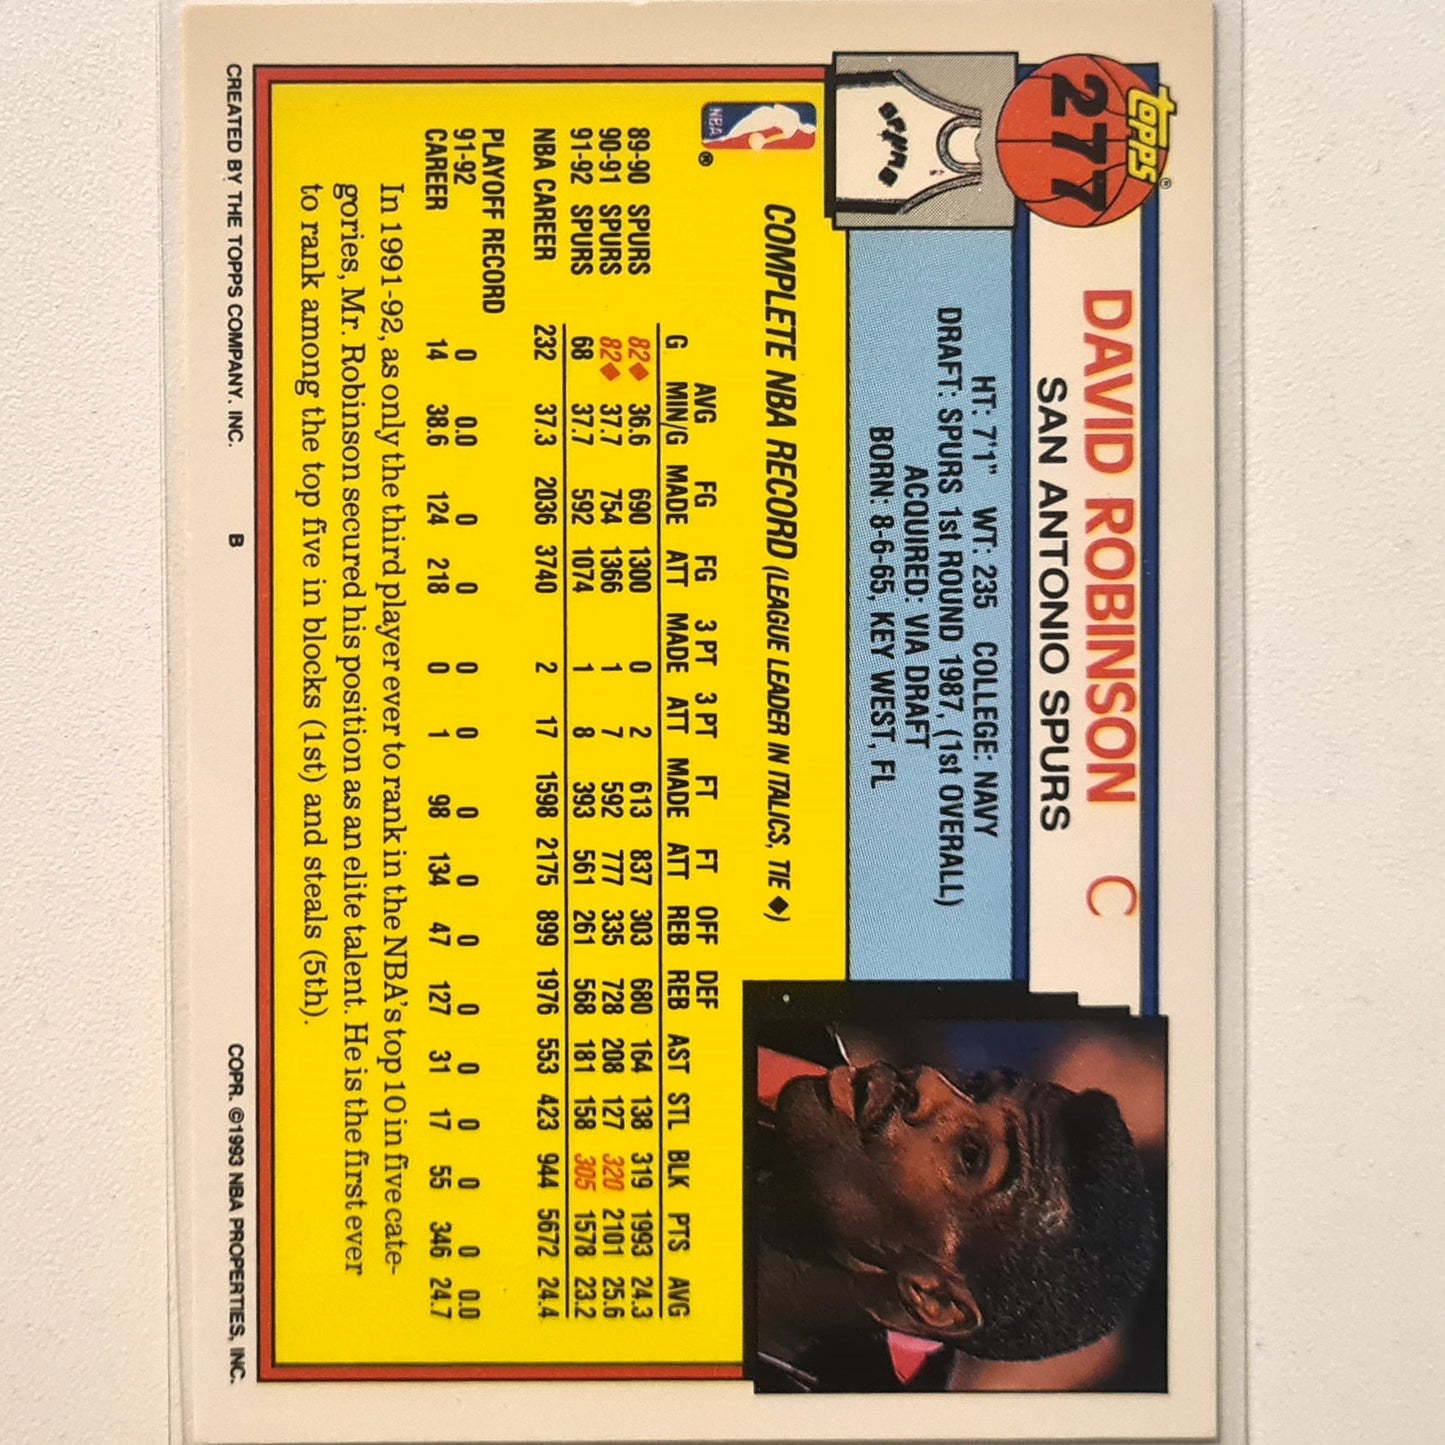 topps®
277
DAVID ROBINSON C
SAN ANTONIO SPURS
SPURS
HT: 7'1" WT: 235 COLLEGE: NAVY
DRAFT: SPURS 1st ROUND 1987, (1st OVERALL)
ACQUIRED: VIA DRAFT
BORN: 8-6-65, KEY WEST, FL
COMPLETE NBA RECORD (LEAGUE LEADER IN ITALICS, TIE ◆)
NBA ®
AVG FG FG 3 PT 3 PT FT FT OFF DEF
G MIN/G MADE ATT MADE ATT MADE ATT REB REB AST STL BLK PTS AVG
89-90 SPURS 82◆ 36.6 690 1300 0 2 613 837 303 680 164 138 319 1993 24.3
90-91 SPURS 82◆ 37.7 754 1366 1 7 592 777 335 728 208 127 320 2101 25.6
91-92 SPURS 68 37.7 592 1074 1 8 393 561 261 568 181 158 305 1578 23.2
NBA CAREER 232 37.3 2036 3740 2 17 1598 2175 899 1976 553 423 944 5672 24.4
PLAYOFF RECORD
91-92 0 0.0 0 0 0 0 0 0 0 0 0 0 0 0 0.0
CAREER 14 38.6 124 218 0 1 98 134 47 127 31 17 55 346 24.7
In 1991-92, as only the third player ever to rank in the NBA's top 10 in five cate-
gories, Mr. Robinson secured his position as an elite talent. He is the first ever
to rank among the top five in blocks (1st) and steals (5th).
CREATED BY THE TOPPS COMPANY, INC. B COPR. ©1993 NBA PROPERTIES, INC.